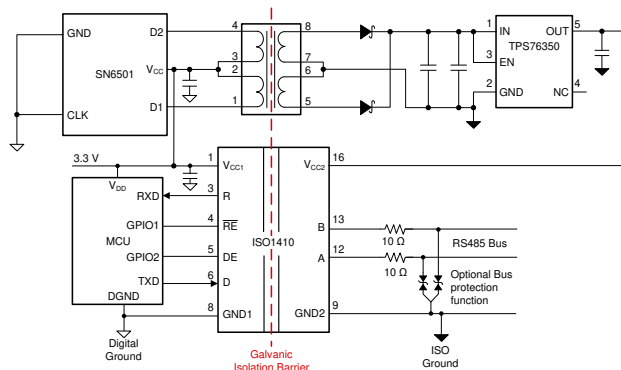 GND
CLK
SN6501
D2
VCC
D1
4
3
2
1
8
7
6
5
1
3
2
IN
EN
GND
OUT
TPS76350
NC
5
4
3.3 V
VDD
RXD
GPIO1
MCU
GPIO2
TXD
DGND
1
3
4
5
6
8
VCC1
R
RE
DE
D
GND1
ISO1410
VCC2
B
A
GND2
16
13
12
9
10 Ω
10 Ω
RS485 Bus
Optional Bus
protection
function
Digital
Ground
Galvanic
Isolation Barrier
ISO
Ground